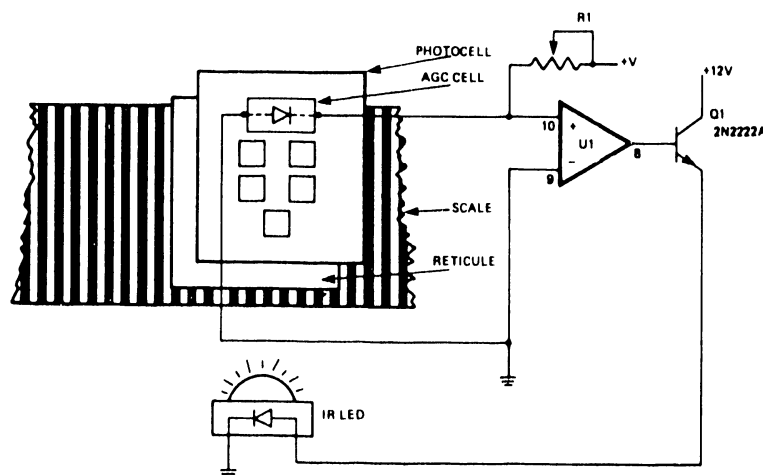 R1
PHOTOCELL
+V
AGC CELL
+12V
Q1
2N2222A
10
+
U1
8
−
9
SCALE
RETICULE
IR LED